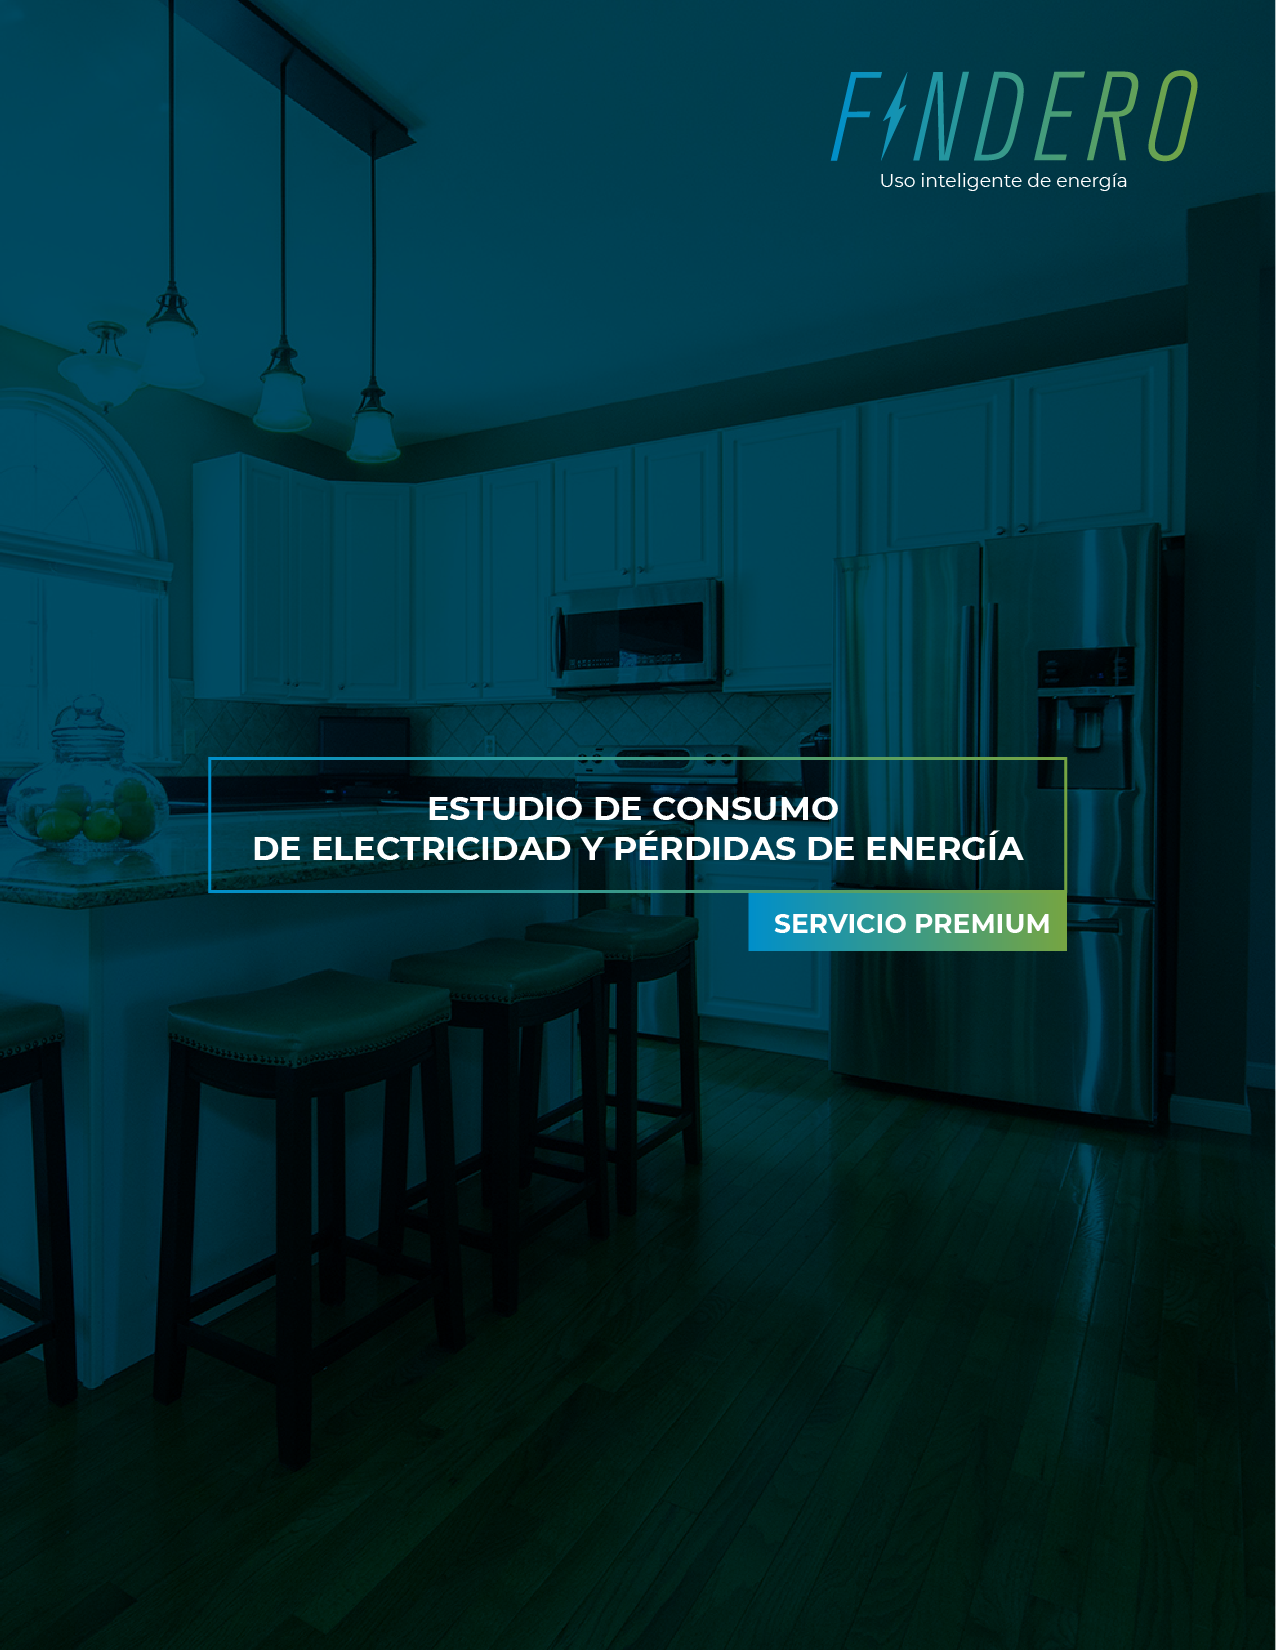 FINDERO
Uso inteligente de energía
ESTUDIO DE CONSUMO
DE ELECTRICIDAD Y PÉRDIDAS DE ENERGÍA
SERVICIO PREMIUM